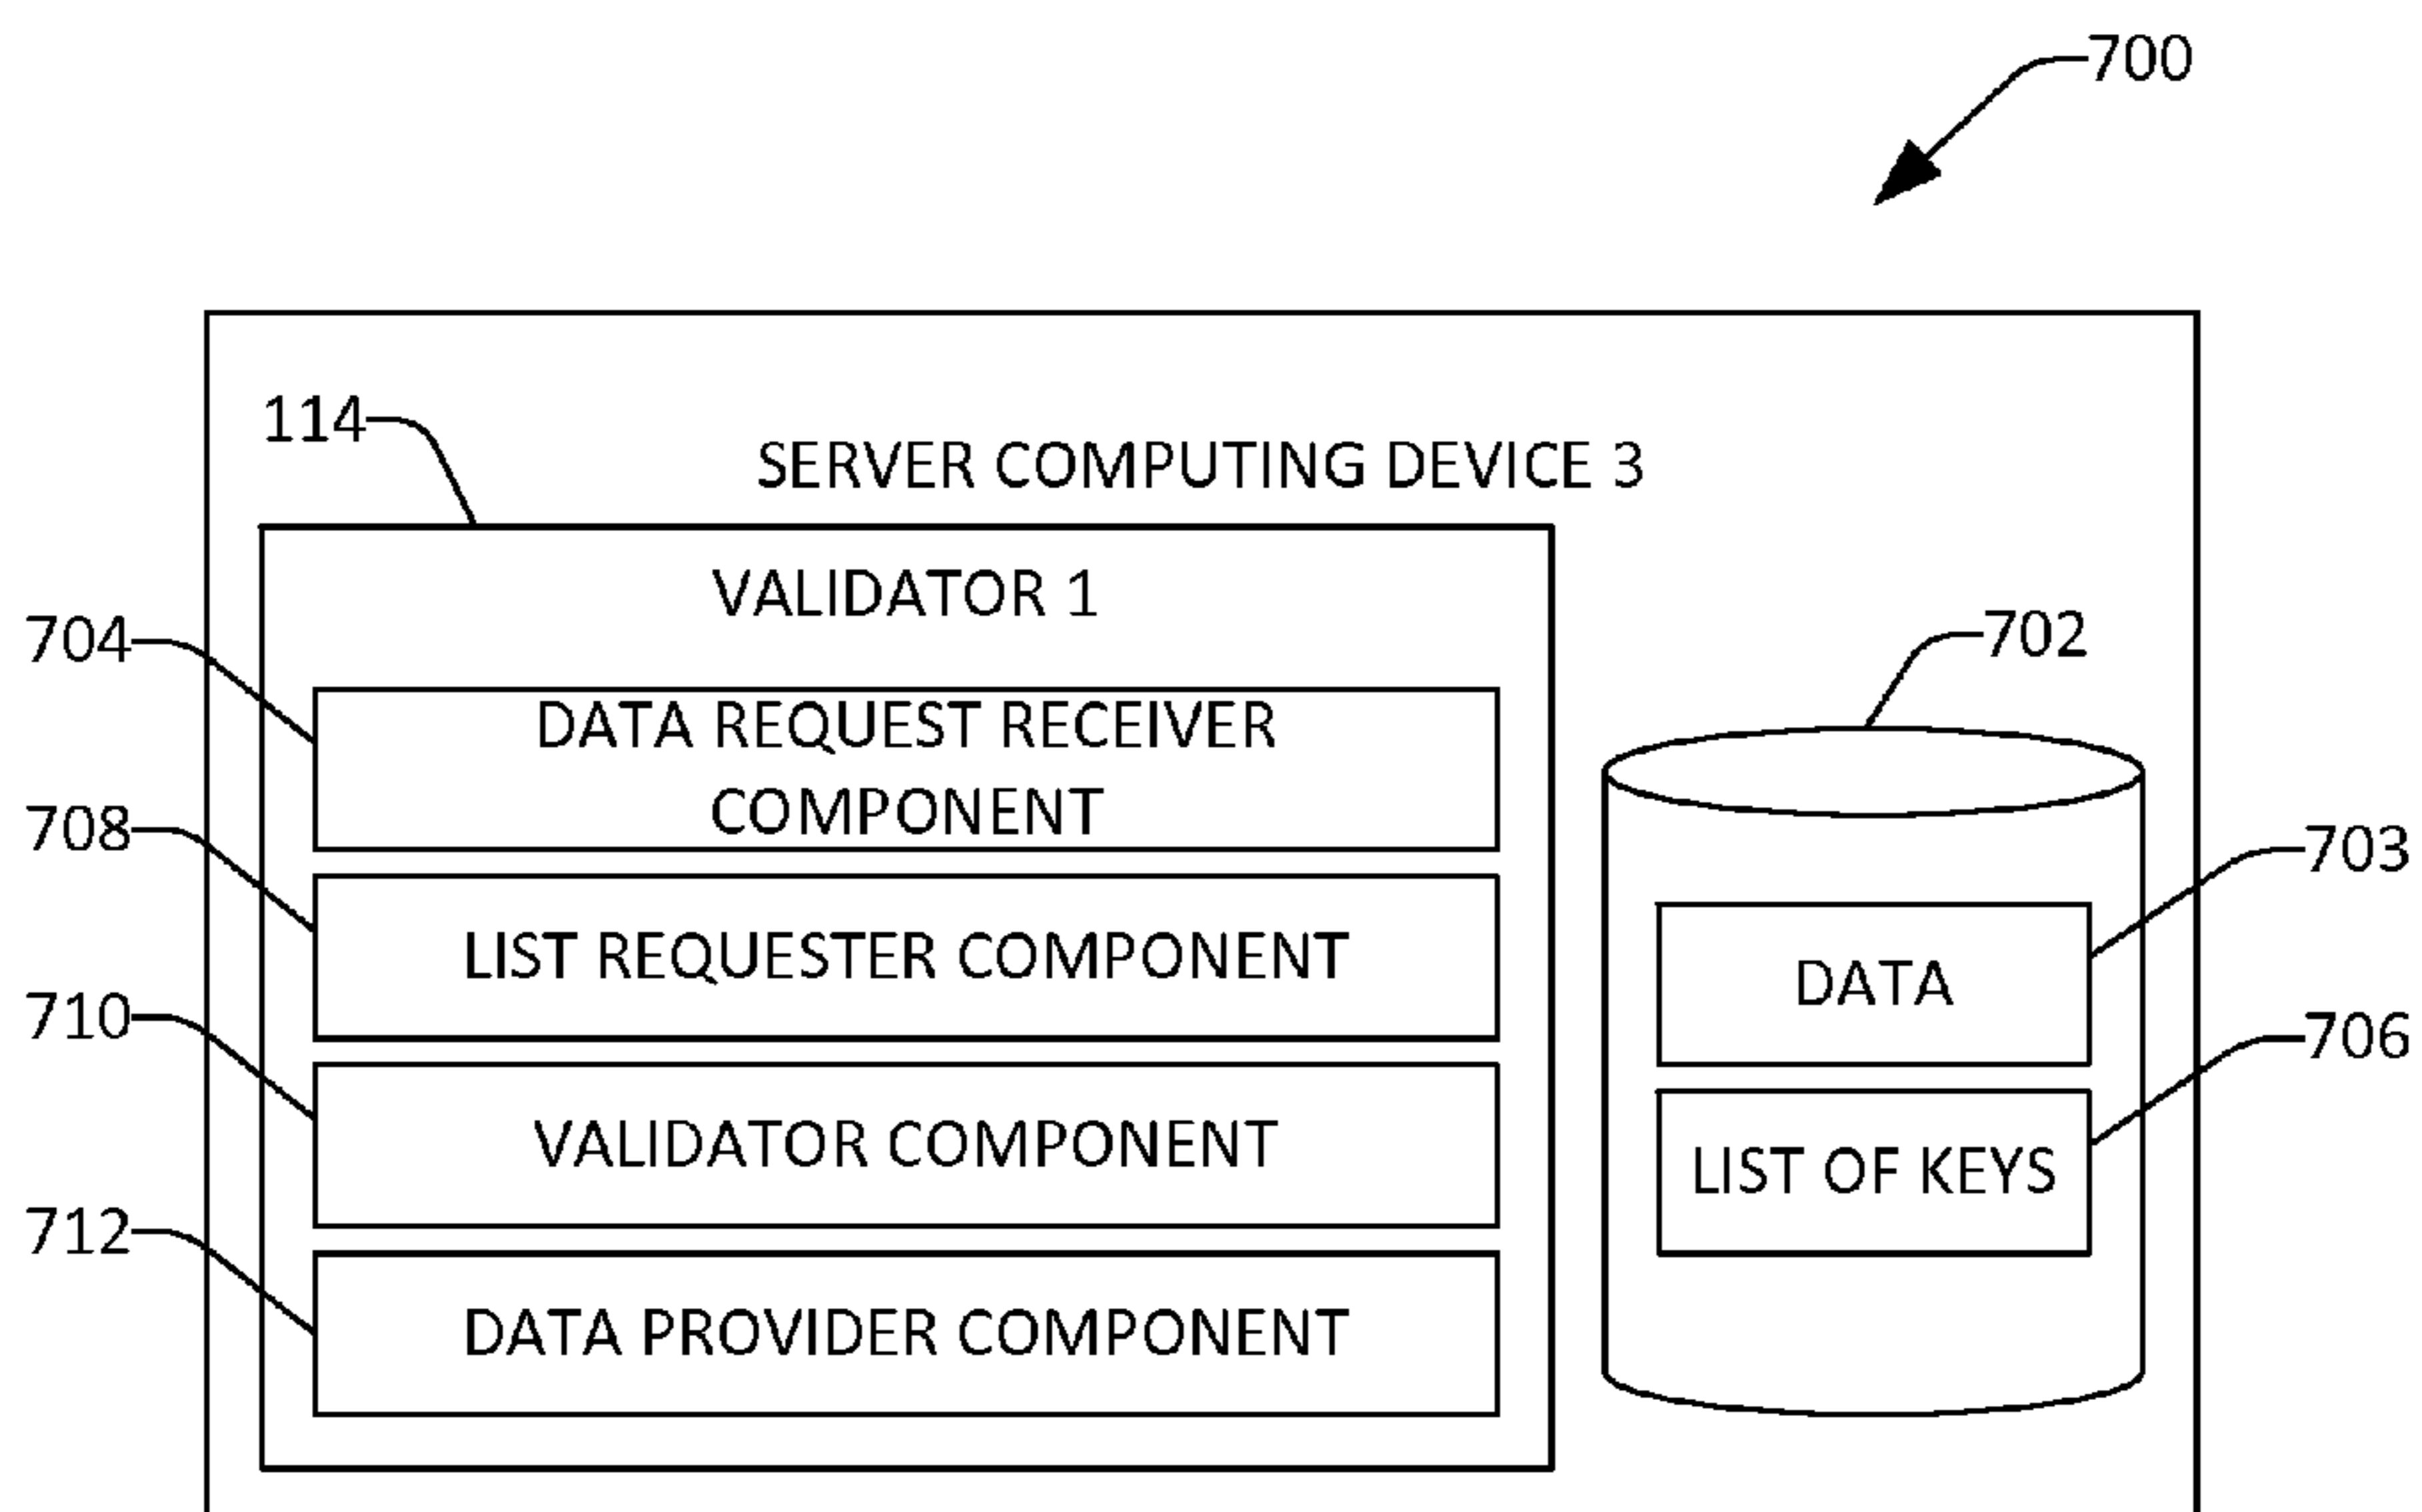 700
114
SERVER COMPUTING DEVICE 3
VALIDATOR 1
704
702
DATA REQUEST RECEIVER
COMPONENT
708
703
LIST REQUESTER COMPONENT
DATA
710
706
VALIDATOR COMPONENT
LIST OF KEYS
712
DATA PROVIDER COMPONENT